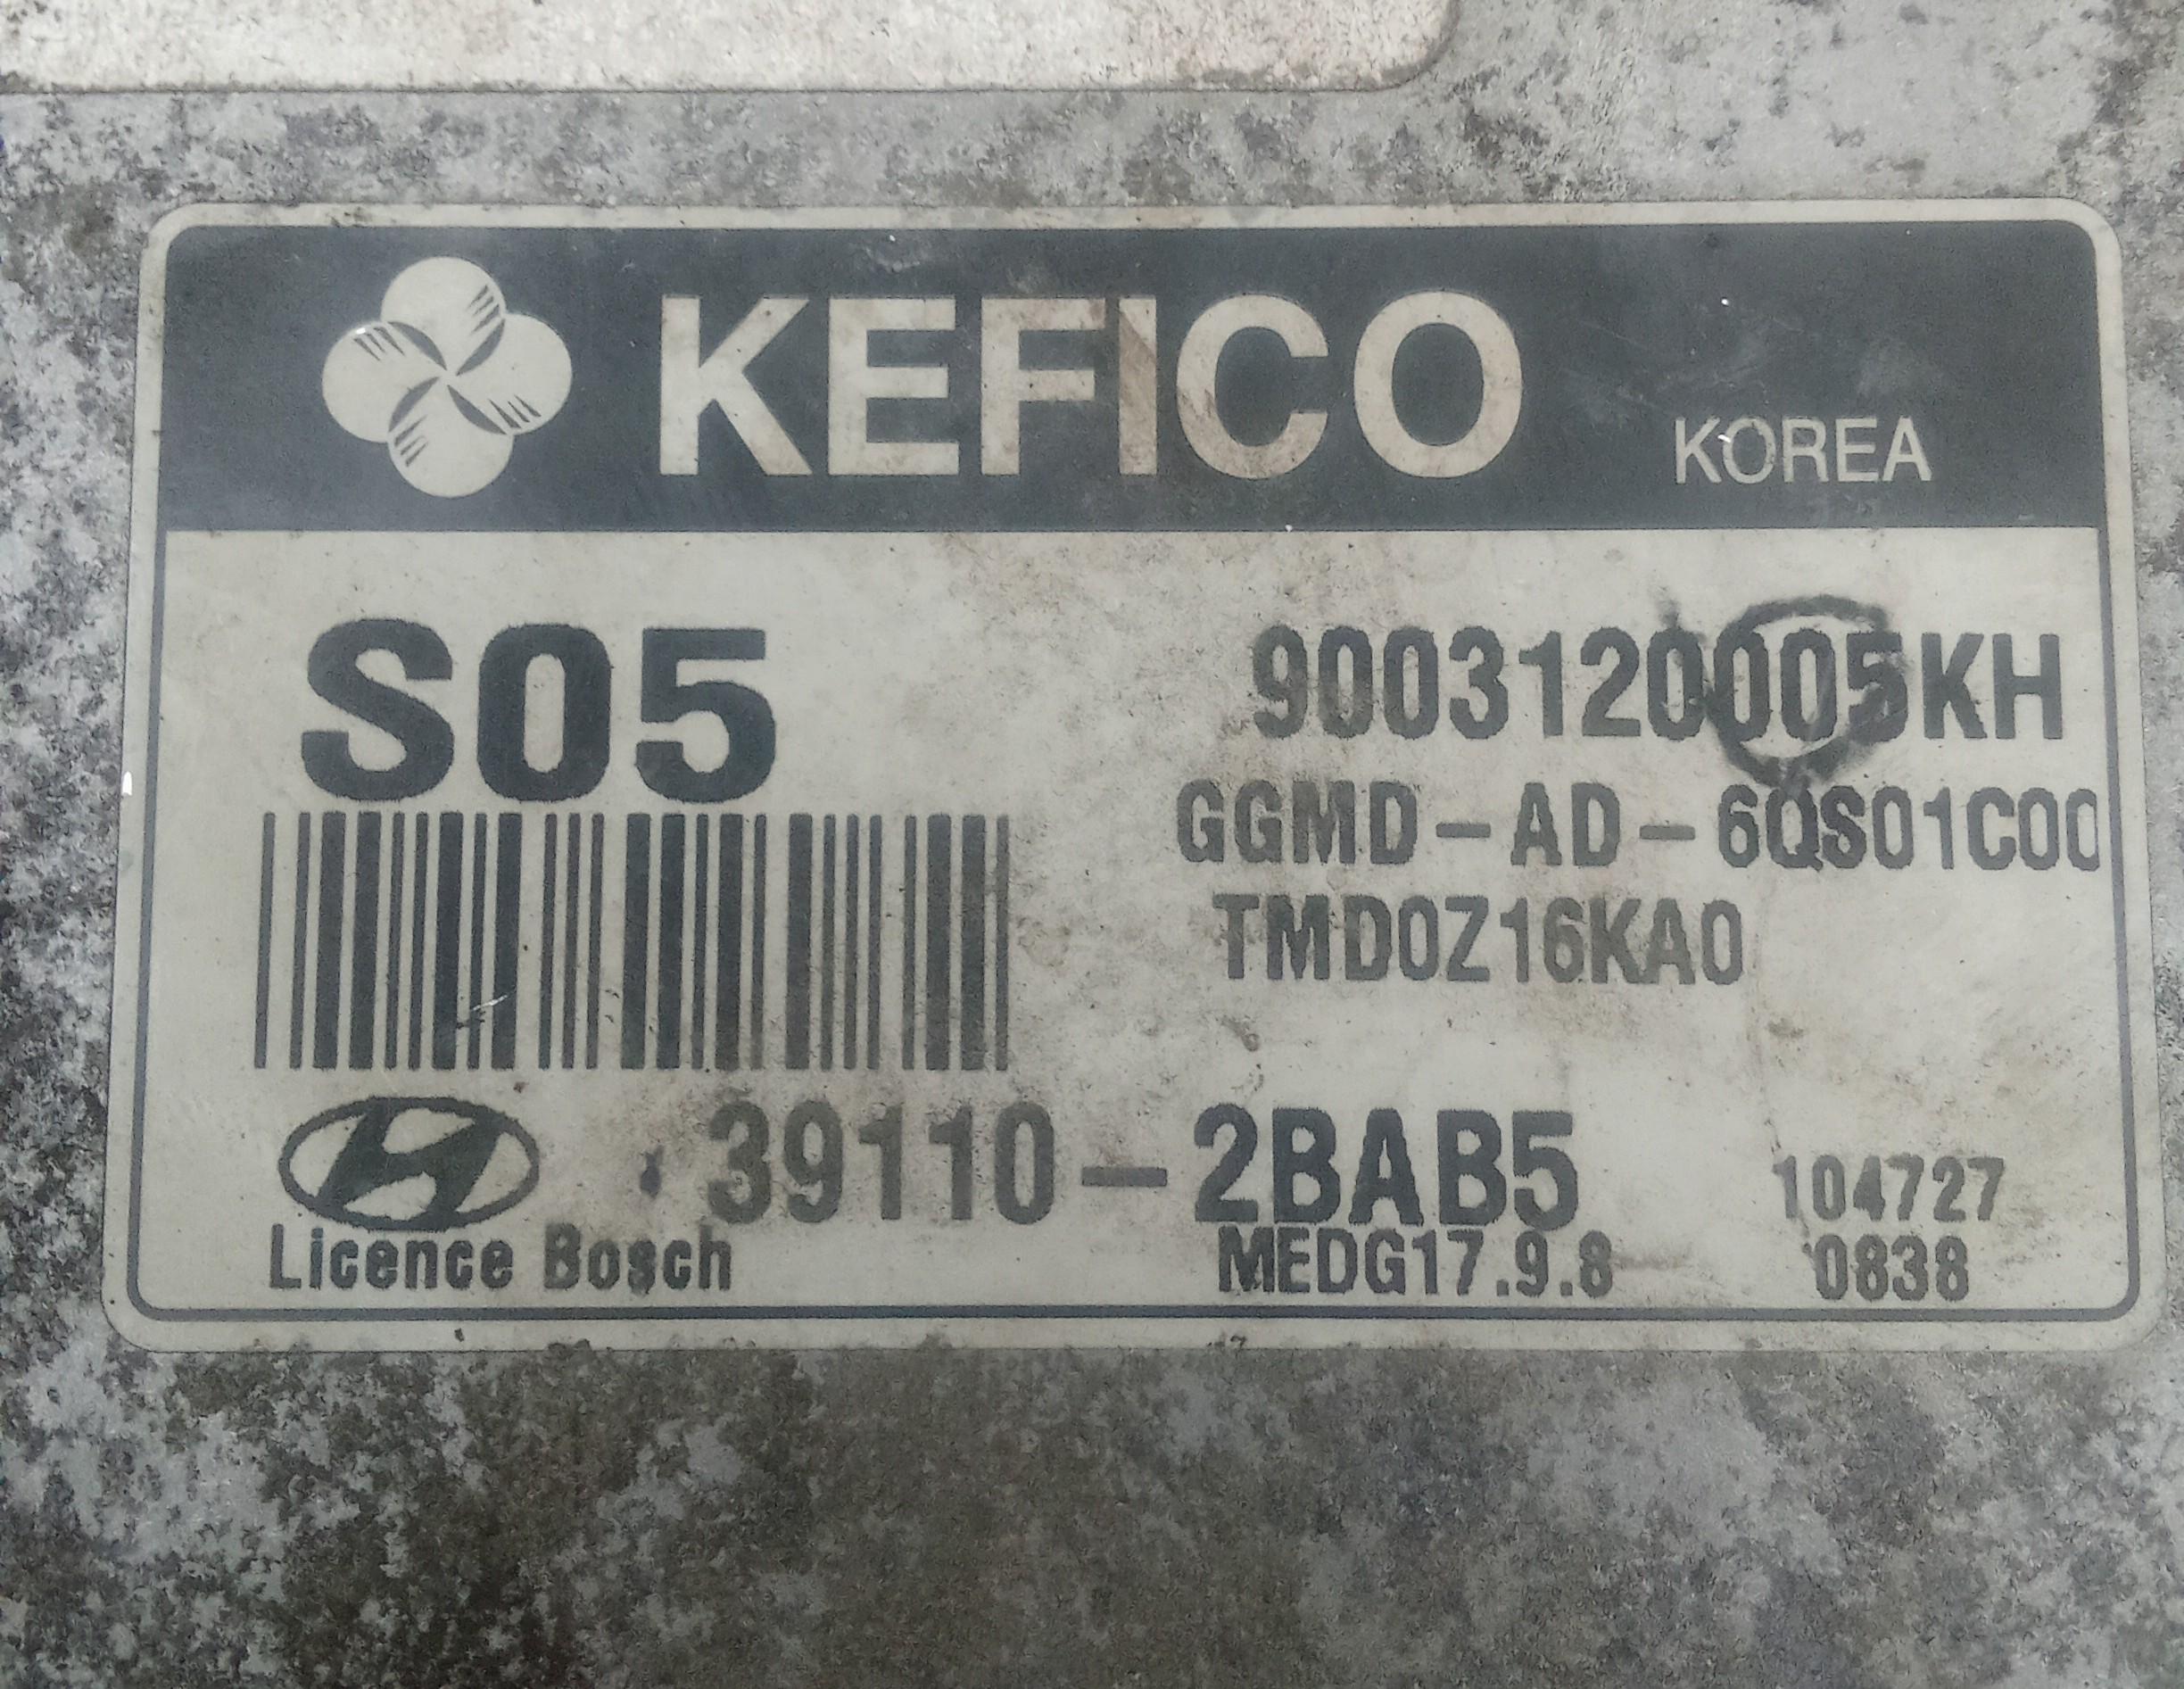 KEFICO KOREA
S05
9003120005KH
GGMD-AD-6QS01C00
TMD0Z16KA0
39110-2BAB5
104727
Licence Bosch
MEDG17.9.8
0838